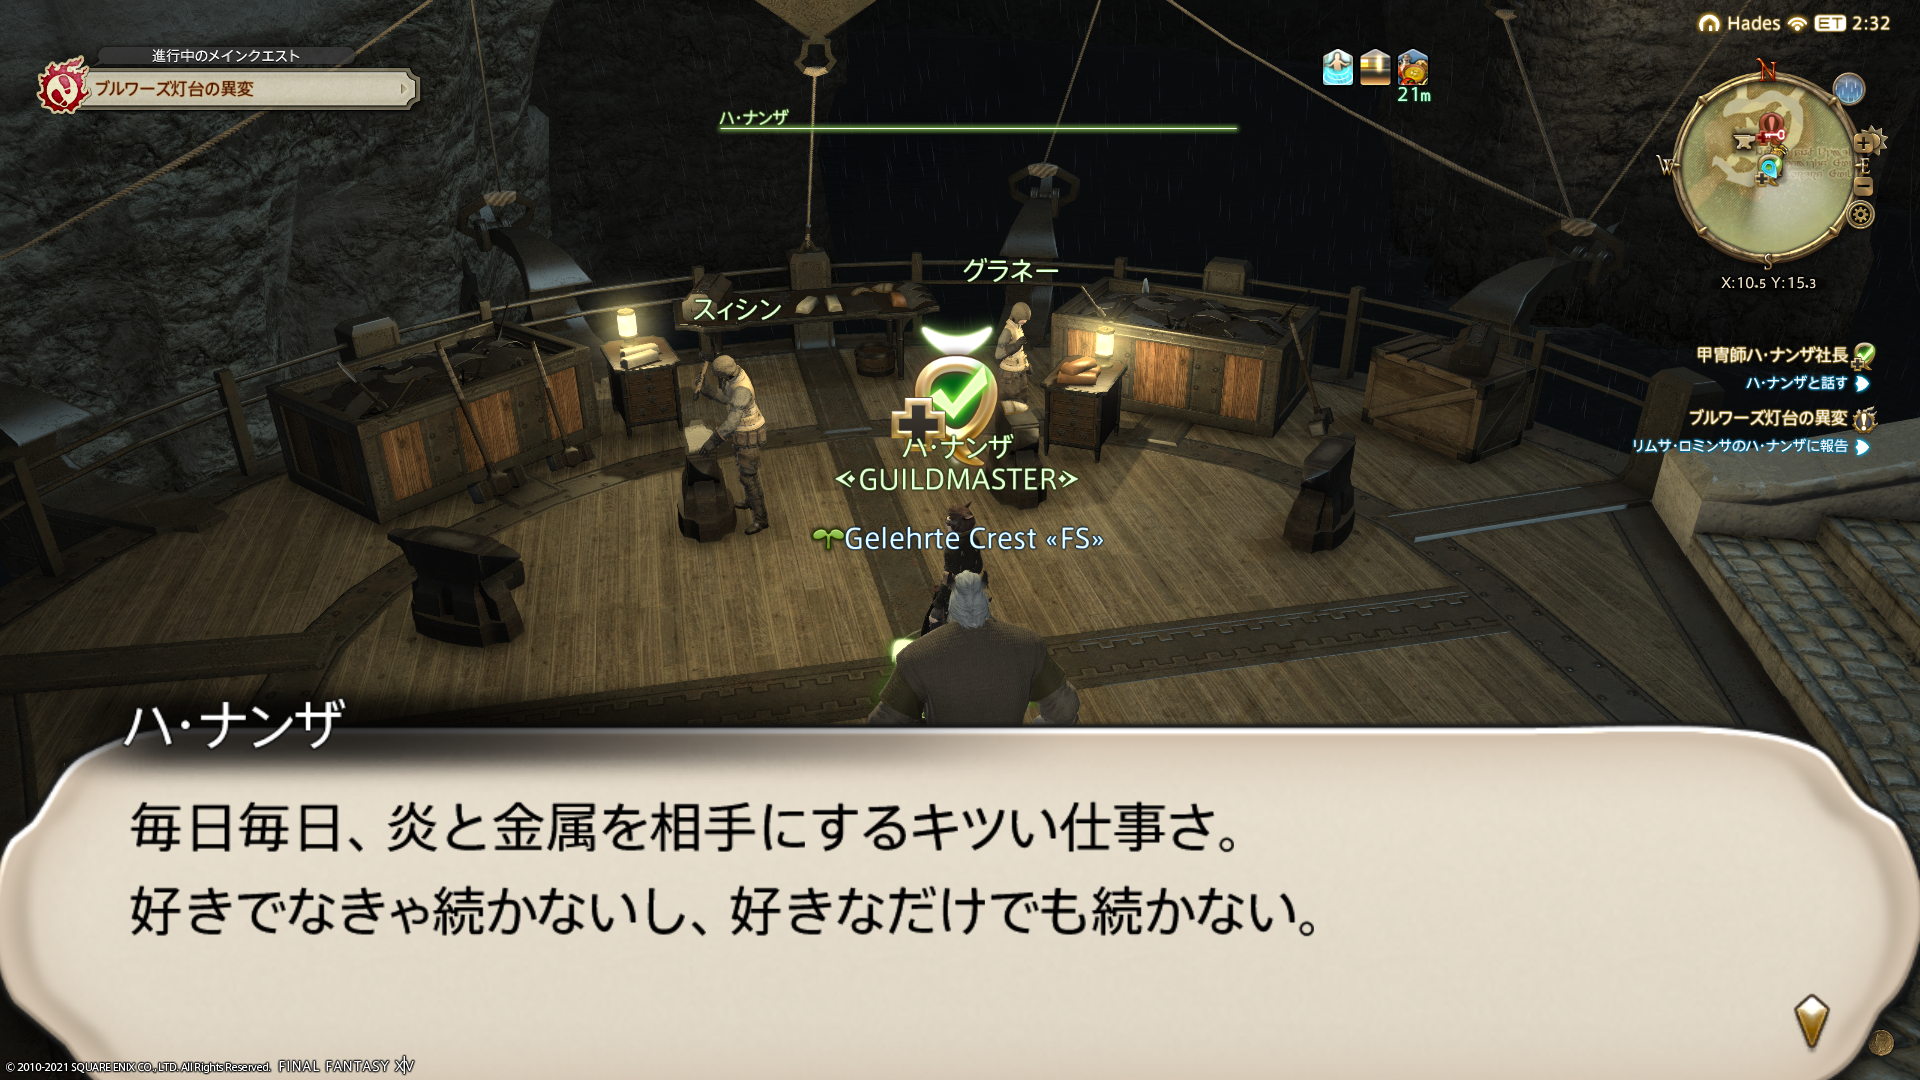 進行中のメインクエスト
ブルワーズ灯台の異変
ハ・ナンザ
21m
Hades ET 2:32
N
W
E
S
X:10.5 Y:15.3
甲冑師ハ・ナンザ社長
ハ・ナンザと話す
ブルワーズ灯台の異変
リムサ・ロミンサのハ・ナンザに報告
グラネー
スィシン
ハ・ナンザ
GUILDMASTER
Gelehrte Crest «FS»
ハ・ナンザ
毎日毎日、炎と金属を相手にするキツい仕事さ。
好きでなきゃ続かないし、好きなだけでも続かない。
© 2010-2021 SQUARE ENIX CO., LTD. All Rights Reserved. FINAL FANTASY XIV